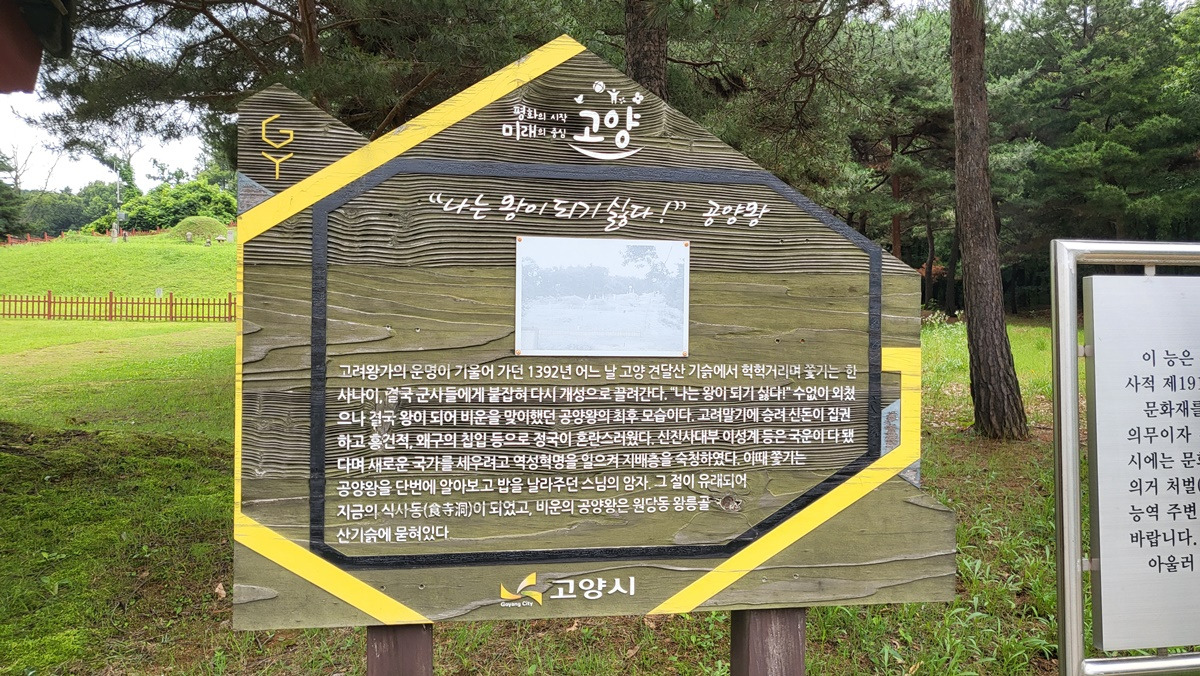 GY
평화의 시작
미래의 중심
고양
"나는 왕이 되기 싫다!" 공양왕
고려왕가의 운명이 기울어 가던 1392년 어느 날 고양 견달산 기슭에서 헉헉거리며 쫓기는 한
사나이, 결국 군사들에게 붙잡혀 다시 개성으로 끌려간다. "나는 왕이 되기 싫다!" 수없이 외쳤
으나 결국 왕이 되어 비운을 맞이했던 공양왕의 최후 모습이다. 고려말기에 승려 신돈이 집권
하고 홍건적, 왜구의 침입 등으로 정국이 혼란스러웠다. 신진사대부 이성계 등은 국운이 다 됐
다며 새로운 국가를 세우려고 역성혁명을 일으켜 지배층을 숙청하였다. 이때 쫓기는
공양왕을 단번에 알아보고 밥을 날라주던 스님의 암자. 그 절이 유래되어
지금의 식사동(食寺洞)이 되었고, 비운의 공양왕은 원당동 왕릉골
산기슭에 묻혀있다.
Goyang City
고양시
이 능은
사적 제191
문화재를
의무이자
시에는 문화
의거 처벌(
능역 주변
바랍니다.
아울러